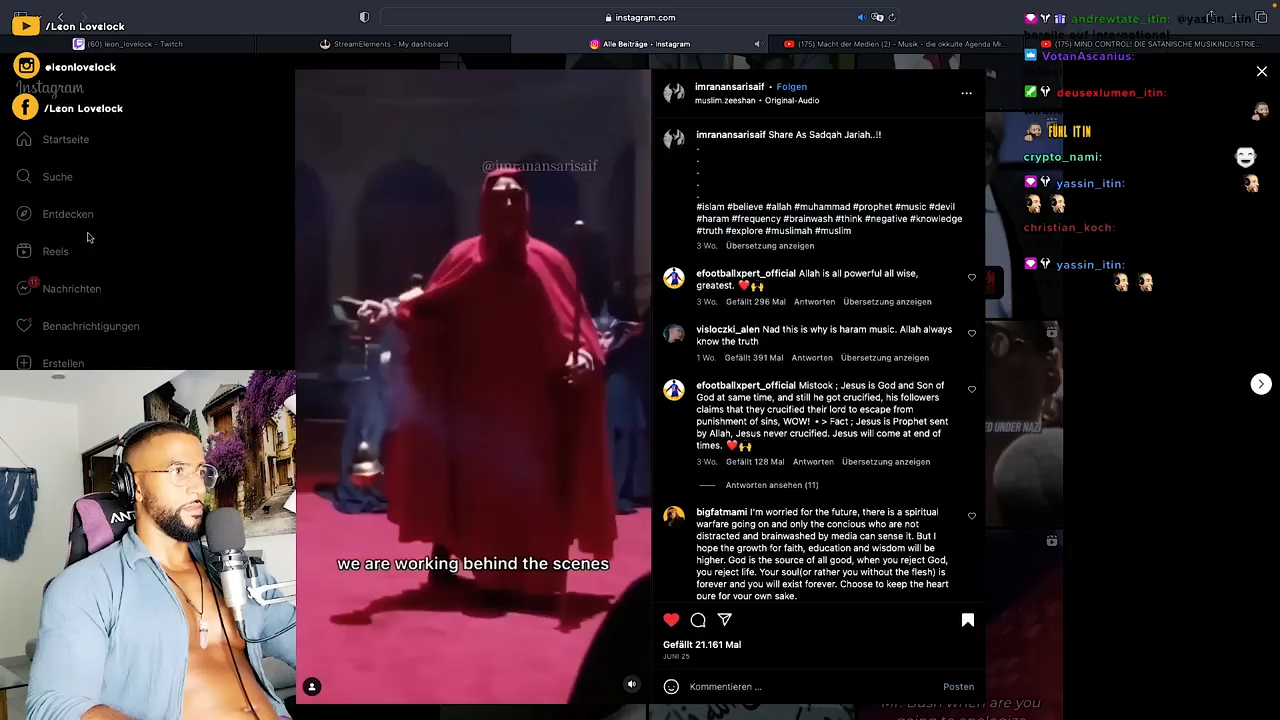 /Leon Lovelock
@leonlovelock
Instagram
/Leon Lovelock
Startseite
Suche
Entdecken
Reels
11
Nachrichten
Benachrichtigungen
Erstellen
instagram.com
(60) leon_lovelock - Twitch
StreamElements - My dashboard
Alle Beiträge • Instagram
(175) Macht der Medien (2) - Musik - die okkulte Agenda Mi...
(175) MIND CONTROL! DIE SATANISCHE MUSIKINDUSTRIE...
@imranansarisaif
we are working behind the scenes
imranansarisaif • Folgen
muslim.zeeshan • Original-Audio
imranansarisaif Share As Sadqah Jariah..!!
.
.
.
.
.
#islam #believe #allah #muhammad #prophet #music #devil
#haram #frequency #brainwash #think #negative #knowledge
#truth #explore #muslimah #muslim
3 Wo. Übersetzung anzeigen
efootballxpert_official Allah is all powerful all wise,
greatest. ❤️🙌
3 Wo. Gefällt 296 Mal Antworten Übersetzung anzeigen
visloczki_alen Nad this is why is haram music. Allah always
know the truth
1 Wo. Gefällt 391 Mal Antworten Übersetzung anzeigen
efootballxpert_official Mistook ; Jesus is God and Son of
God at same time, and still he got crucified, his followers
claims that they crucified their lord to escape from
punishment of sins, WOW! • > Fact ; Jesus is Prophet sent
by Allah, Jesus never crucified. Jesus will come at end of
times. ❤️🙌
3 Wo. Gefällt 128 Mal Antworten Übersetzung anzeigen
Antworten ansehen (11)
bigfatmami I'm worried for the future, there is a spiritual
warfare going on and only the concious who are not
distracted and brainwashed by media can sense it. But I
hope the growth for faith, education and wisdom will be
higher. God is the source of all good, when you reject God,
you reject life. Your soul(or rather you without the flesh) is
forever and you will exist forever. Choose to keep the heart
pure for your own sake.
Gefällt 21.161 Mal
JUNI 25
Kommentieren ...
Posten
andrewtate_itin: @yassin_itin
VotanAscanius:
deusexlumen_itin:
FÜHL IT IN
crypto_nami:
yassin_itin:
christian_koch:
yassin_itin:
ED UNDER NAZI
Mr. Bush when are you
going to apologize